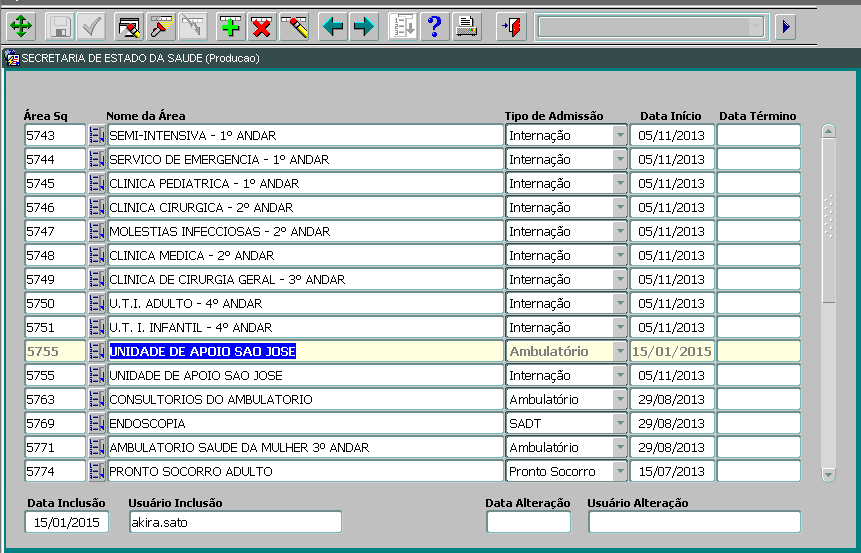 SECRETARIA DE ESTADO DA SAUDE (Producao)
Área Sq Nome da Área Tipo de Admissão Data Início Data Término
5743 SEMI-INTENSIVA - 1º ANDAR Internação 05/11/2013
5744 SERVICO DE EMERGENCIA - 1º ANDAR Internação 05/11/2013
5745 CLINICA PEDIATRICA - 1º ANDAR Internação 05/11/2013
5746 CLINICA CIRURGICA - 2º ANDAR Internação 05/11/2013
5747 MOLESTIAS INFECCIOSAS - 2º ANDAR Internação 05/11/2013
5748 CLINICA MEDICA - 2º ANDAR Internação 05/11/2013
5749 CLINICA DE CIRURGIA GERAL - 3º ANDAR Internação 05/11/2013
5750 U.T.I. ADULTO - 4º ANDAR Internação 05/11/2013
5751 U.T. I. INFANTIL - 4º ANDAR Internação 05/11/2013
5755 UNIDADE DE APOIO SAO JOSE Ambulatório 15/01/2015
5755 UNIDADE DE APOIO SAO JOSE Internação 05/11/2013
5763 CONSULTORIOS DO AMBULATORIO Ambulatório 29/08/2013
5769 ENDOSCOPIA SADT 29/08/2013
5771 AMBULATORIO SAUDE DA MULHER 3º ANDAR Ambulatório 29/08/2013
5774 PRONTO SOCORRO ADULTO Pronto Socorro 15/07/2013
Data Inclusão Usuário Inclusão Data Alteração Usuário Alteração
15/01/2015 akira.sato